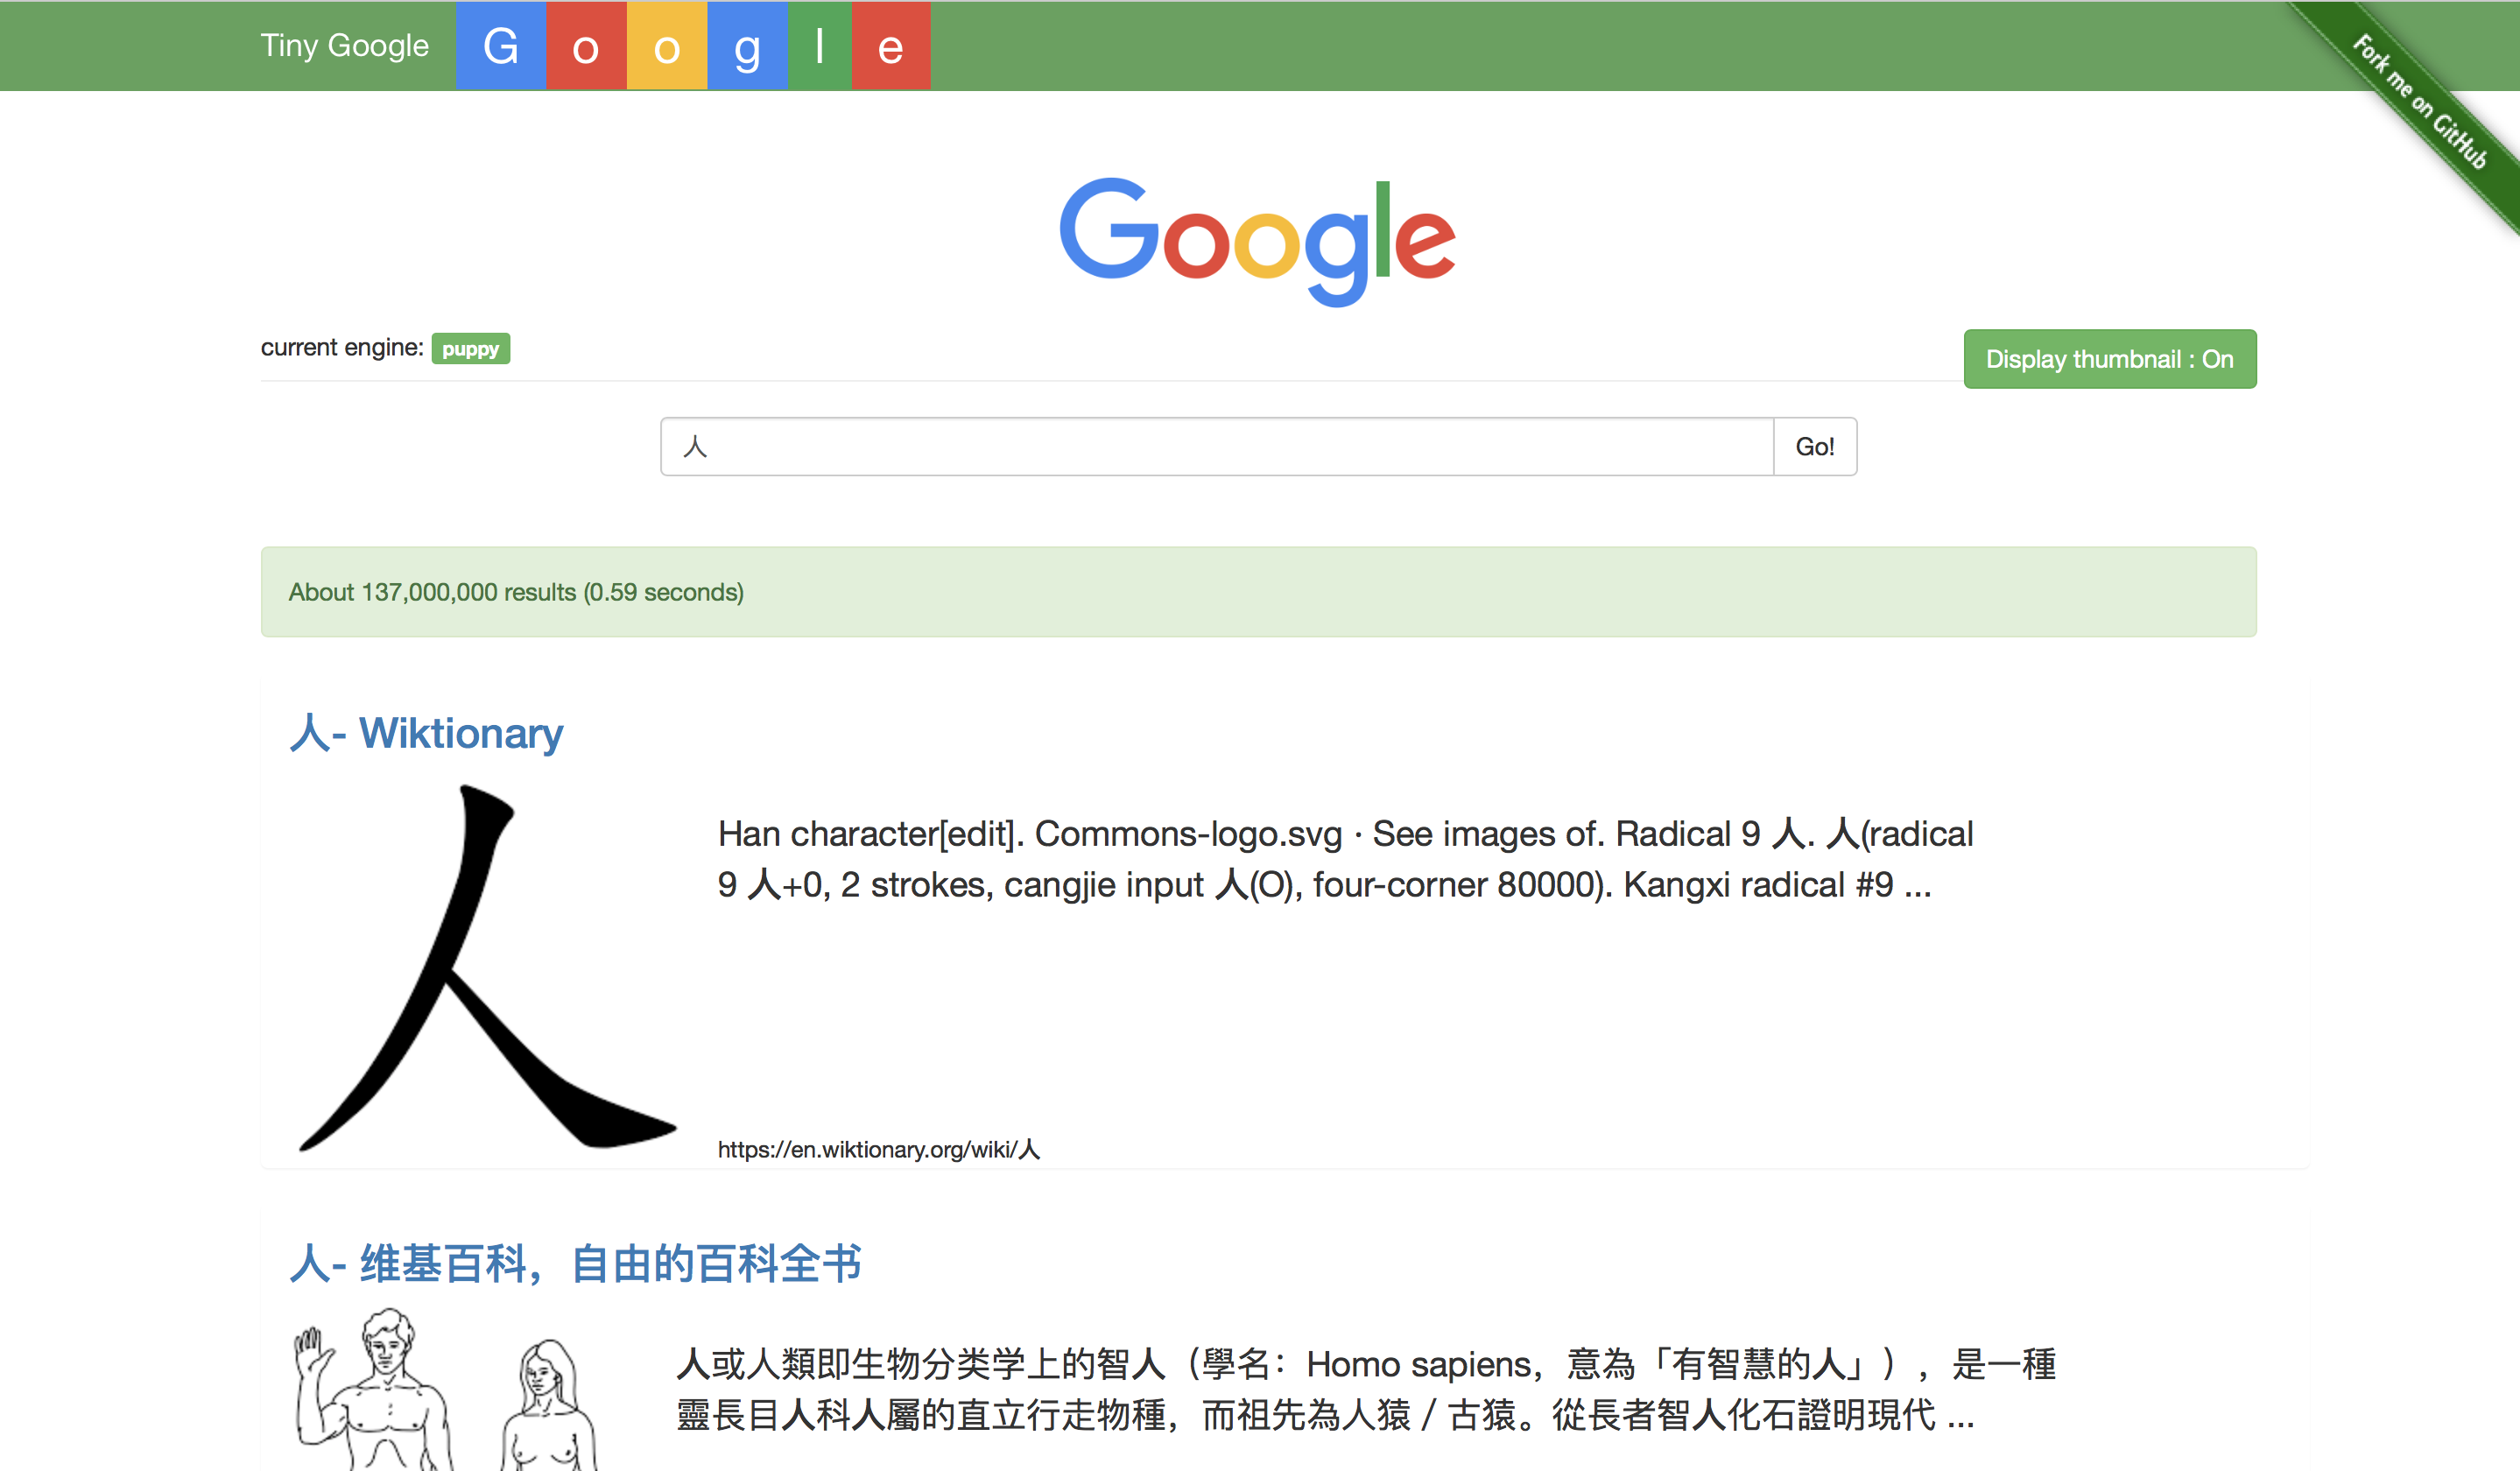 Tiny Google G o o g l e
Fork me on GitHub
Google
current engine: puppy
Display thumbnail : On
人
Go!
About 137,000,000 results (0.59 seconds)
人- Wiktionary
人
Han character[edit]. Commons-logo.svg · See images of. Radical 9 人. 人(radical
9 人+0, 2 strokes, cangjie input 人(O), four-corner 80000). Kangxi radical #9 ...
https://en.wiktionary.org/wiki/人
人- 维基百科，自由的百科全书
人或人類即生物分类学上的智人（學名：Homo sapiens，意為「有智慧的人」），是一種
靈長目人科人屬的直立行走物種，而祖先為人猿 / 古猿。從長者智人化石證明現代 ...